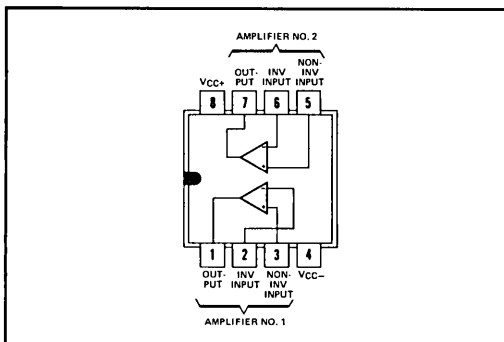 AMPLIFIER NO. 2
VCC+ OUT-PUT INV INPUT NON-INV INPUT
8 7 6 5
1 2 3 4
OUT-PUT INV INPUT NON-INV INPUT VCC−
AMPLIFIER NO. 1